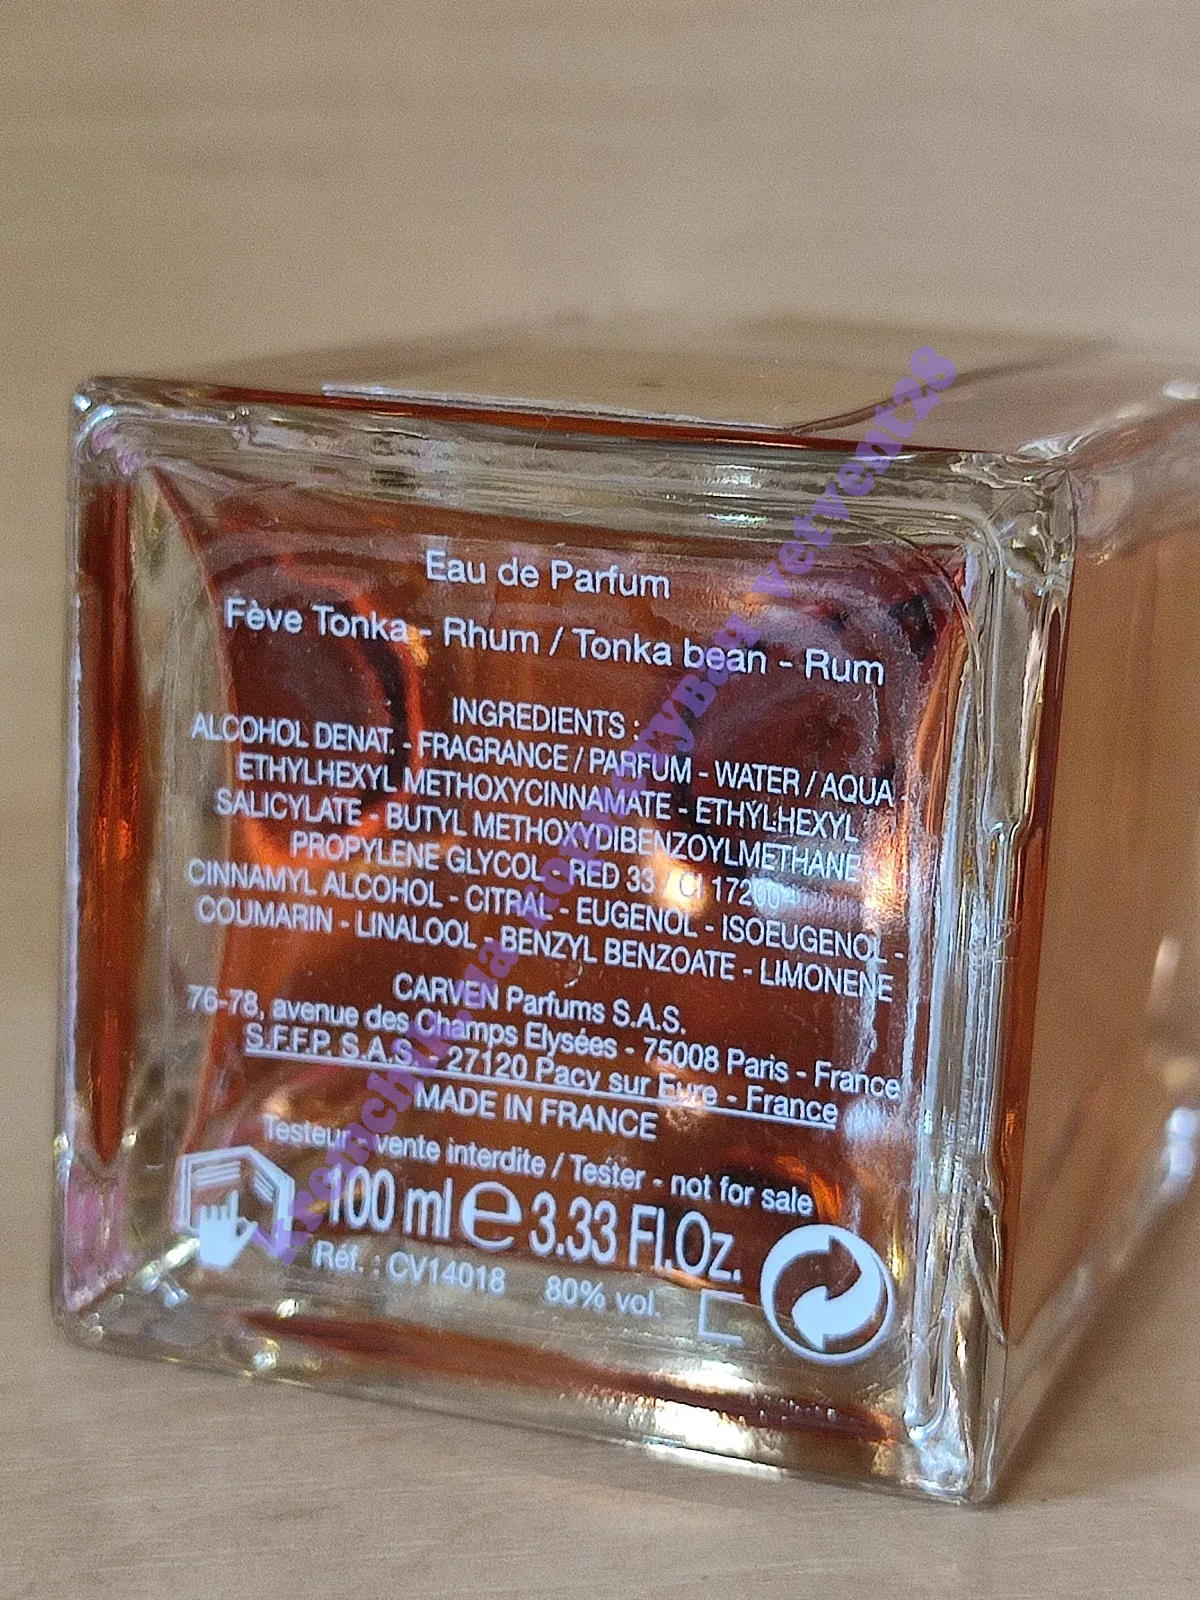 Eau de Parfum
Fève Tonka - Rhum / Tonka bean - Rum
INGREDIENTS :
ALCOHOL DENAT. - FRAGRANCE / PARFUM - WATER / AQUA -
ETHYLHEXYL METHOXYCINNAMATE - ETHYLHEXYL
SALICYLATE - BUTYL METHOXYDIBENZOYLMETHANE
PROPYLENE GLYCOL - RED 33 / CI 17200 -
CINNAMYL ALCOHOL - CITRAL - EUGENOL - ISOEUGENOL -
COUMARIN - LINALOOL - BENZYL BENZOATE - LIMONENE
CARVEN Parfums S.A.S.
76-78, avenue des Champs Elysées - 75008 Paris - France
S.F.F.P. S.A.S. - 27120 Pacy sur Eure - France
MADE IN FRANCE
Testeur - vente interdite / Tester - not for sale
100 ml e 3.33 Fl.Oz.
Réf. : CV14018 80% vol.